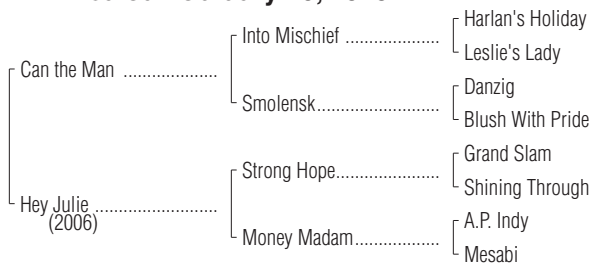 Harlan's Holiday
Into Mischief ....................
Leslie's Lady
Can the Man ....................
Danzig
Smolensk..........................
Blush With Pride
Grand Slam
Strong Hope......................
Shining Through
Hey Julie ..........................
(2006)
A.P. Indy
Money Madam..................
Mesabi